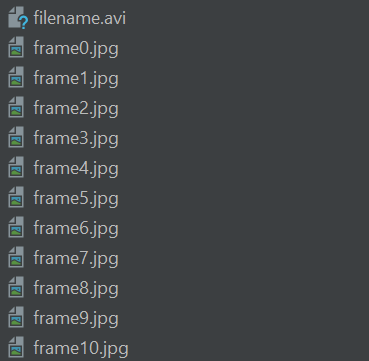 filename.avi
frame0.jpg
frame1.jpg
frame2.jpg
frame3.jpg
frame4.jpg
frame5.jpg
frame6.jpg
frame7.jpg
frame8.jpg
frame9.jpg
frame10.jpg